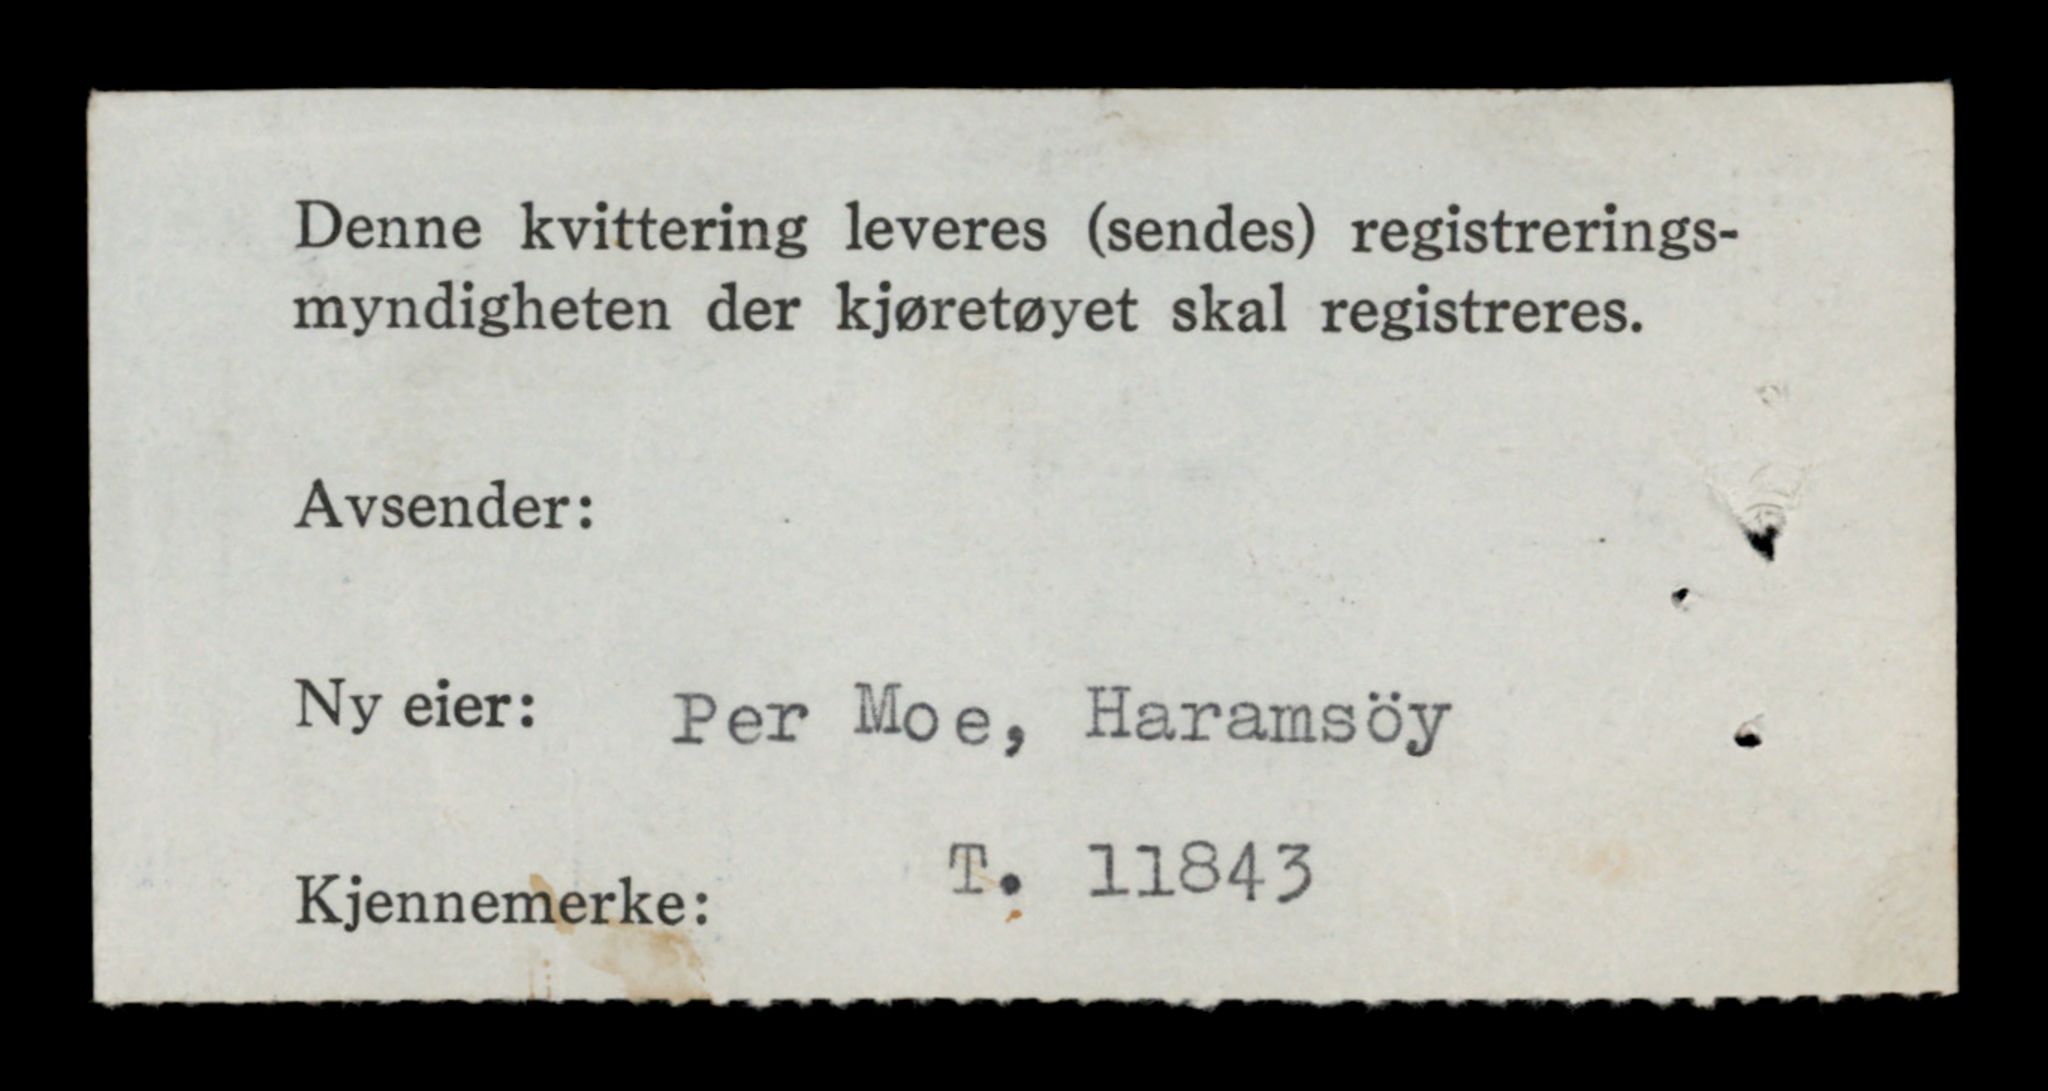 Denne kvittering leveres (sendes) registrerings-
myndigheten der kjøretøyet skal registreres.
Avsender:
Ny eier: Per Moe, Haramsöy
Kjennemerke: T. 11843